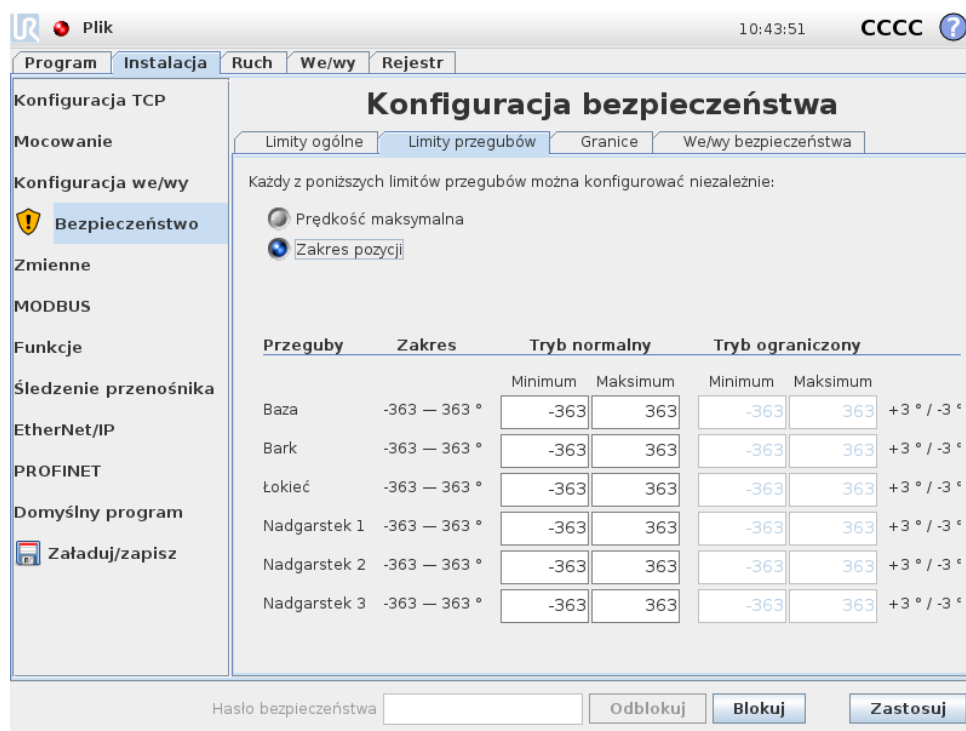 UR Plik 10:43:51 CCCC ?
Program Instalacja Ruch We/wy Rejestr
Konfiguracja TCP
Mocowanie
Konfiguracja we/wy
Bezpieczeństwo
Zmienne
MODBUS
Funkcje
Śledzenie przenośnika
EtherNet/IP
PROFINET
Domyślny program
Załaduj/zapisz
Konfiguracja bezpieczeństwa
Limity ogólne Limity przegubów Granice We/wy bezpieczeństwa
Każdy z poniższych limitów przegubów można konfigurować niezależnie:
Prędkość maksymalna
Zakres pozycji
Przeguby Zakres Tryb normalny Tryb ograniczony
Minimum Maksimum Minimum Maksimum
Baza -363 — 363 ° -363 363 -363 363 +3 ° / -3 °
Bark -363 — 363 ° -363 363 -363 363 +3 ° / -3 °
Łokieć -363 — 363 ° -363 363 -363 363 +3 ° / -3 °
Nadgarstek 1 -363 — 363 ° -363 363 -363 363 +3 ° / -3 °
Nadgarstek 2 -363 — 363 ° -363 363 -363 363 +3 ° / -3 °
Nadgarstek 3 -363 — 363 ° -363 363 -363 363 +3 ° / -3 °
Hasło bezpieczeństwa Odblokuj Blokuj Zastosuj